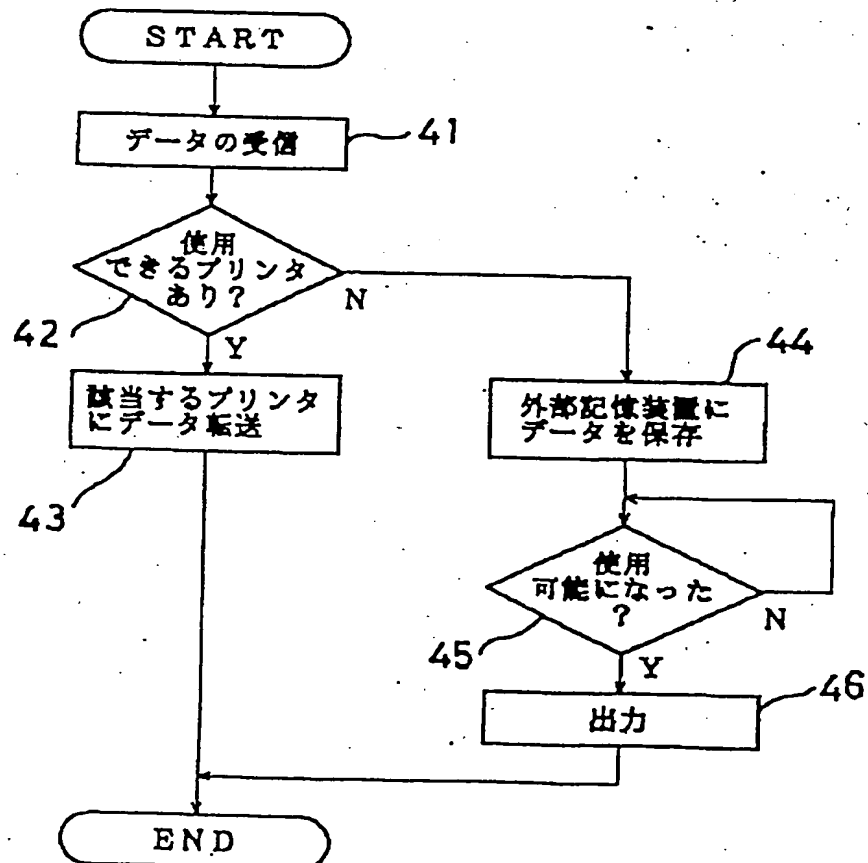 START
データの受信
41
使用
できるプリンタ
あり?
42
N
Y
該当するプリンタ
にデータ転送
43
44
外部記憶装置に
データを保存
使用
可能になった
?
45
N
Y
46
出力
END